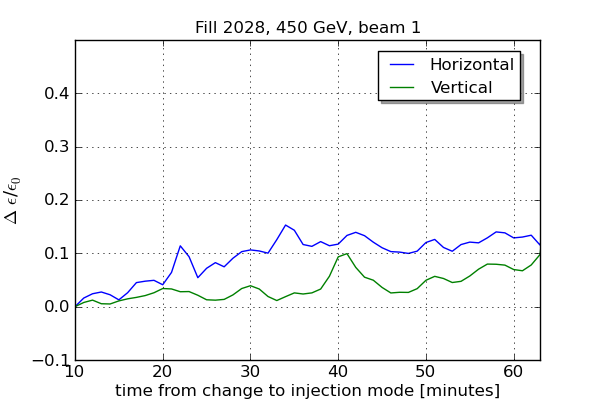 Fill 2028, 450 GeV, beam 1
Horizontal
Vertical
Δ ϵ/ϵ₀
0.4
0.3
0.2
0.1
0.0
−0.1
10 20 30 40 50 60
time from change to injection mode [minutes]